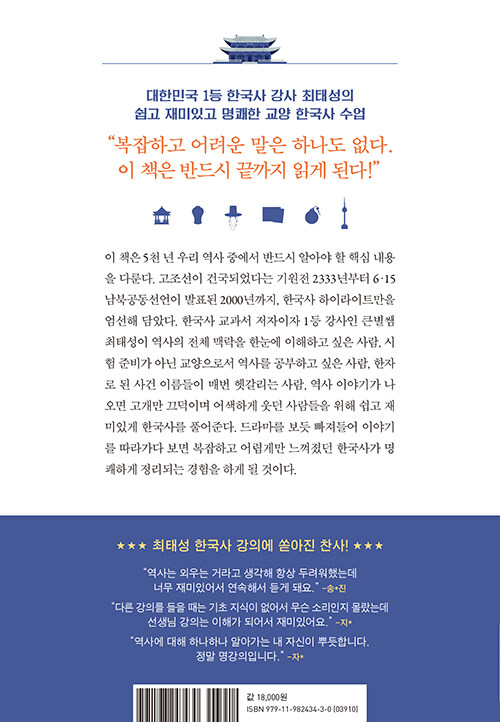 대한민국 1등 한국사 강사 최태성의
쉽고 재미있고 명쾌한 교양 한국사 수업
“복잡하고 어려운 말은 하나도 없다.
이 책은 반드시 끝까지 읽게 된다!”
이 책은 5천 년 우리 역사 중에서 반드시 알아야 할 핵심 내용
을 다룬다. 고조선이 건국되었다는 기원전 2333년부터 6·15
남북공동선언이 발표된 2000년까지, 한국사 하이라이트만을
엄선해 담았다. 한국사 교과서 저자이자 1등 강사인 큰별쌤
최태성이 역사의 전체 맥락을 한눈에 이해하고 싶은 사람, 시
험 준비가 아닌 교양으로서 역사를 공부하고 싶은 사람, 한자
로 된 사건 이름들이 매번 헷갈리는 사람, 역사 이야기가 나
오면 고개만 끄덕이며 어색하게 웃던 사람들을 위해 쉽고 재
미있게 한국사를 풀어준다. 드라마를 보듯 빠져들어 이야기
를 따라가다 보면 복잡하고 어렵게만 느껴졌던 한국사가 명
쾌하게 정리되는 경험을 하게 될 것이다.
★★★ 최태성 한국사 강의에 쏟아진 찬사! ★★★
“역사는 외우는 거라고 생각해 항상 두려워했는데
너무 재미있어서 연속해서 듣게 돼요.” -송*진
“다른 강의를 들을 때는 기초 지식이 없어서 무슨 소리인지 몰랐는데
선생님 강의는 이해가 되어서 재미있어요.” -지*
“역사에 대해 하나하나 알아가는 내 자신이 뿌듯합니다.
정말 명강의입니다.” -자*
값 18,000원
ISBN 979-11-982434-3-0 (03910)